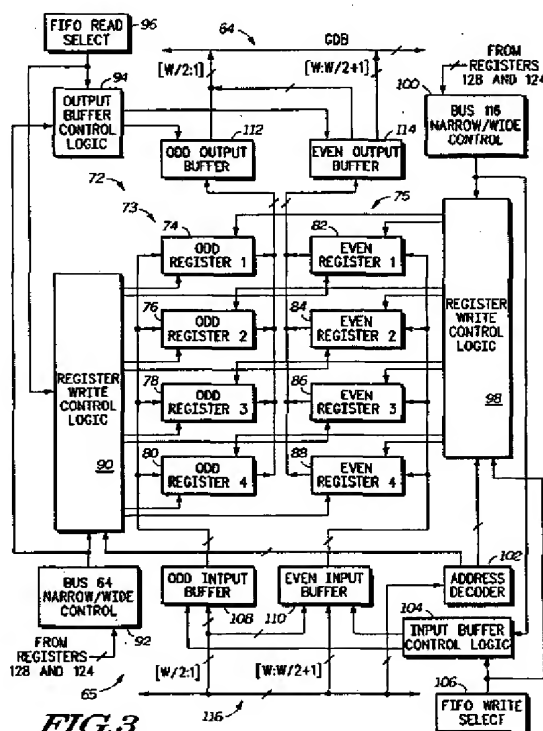 FIFO READ
SELECT
96
64
GDB
[W/2:1]
[W:W/2+1]
FROM
REGISTERS
128 AND 124
94
OUTPUT
BUFFER
CONTROL
LOGIC
100
BUS 116
NARROW/WIDE
CONTROL
112
114
ODD OUTPUT
BUFFER
EVEN OUTPUT
BUFFER
72
73
75
74
ODD
REGISTER 1
82
EVEN
REGISTER 1
76
ODD
REGISTER 2
84
EVEN
REGISTER 2
78
ODD
REGISTER 3
86
EVEN
REGISTER 3
80
ODD
REGISTER 4
88
EVEN
REGISTER 4
REGISTER
WRITE
CONTROL
LOGIC
90
REGISTER
WRITE
CONTROL
LOGIC
98
BUS 64
NARROW/WIDE
CONTROL
92
ODD INTPUT
BUFFER
108
EVEN INPUT
BUFFER
110
102
ADDRESS
DECODER
104
INPUT BUFFER
CONTROL LOGIC
FROM REGISTERS
128 AND 124
[W/2:1]
[W:W/2+1]
106
FIFO WRITE
SELECT
65
116
FIG.3